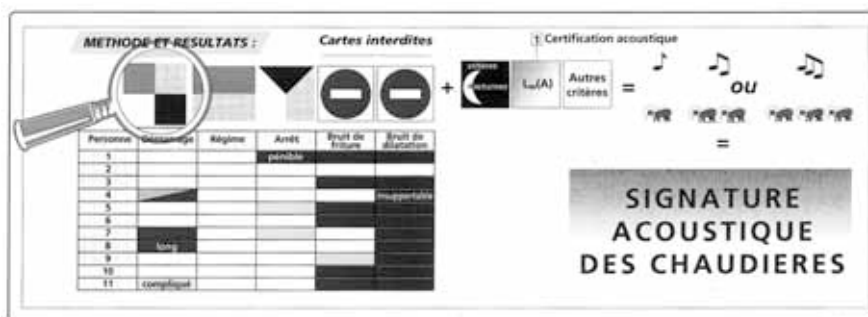 METHODE ET RESULTATS :
Cartes interdites
1 Certification acoustique
+
(A)
Autres
critères
=
OU
=
Personne Démarrage Régime Arrêt Bruit de friture Bruit de dilatation
1 pénible
2
3
4 insupportable
5
6
7
8 long
9
10
11 compliqué
SIGNATURE
ACOUSTIQUE
DES CHAUDIERES